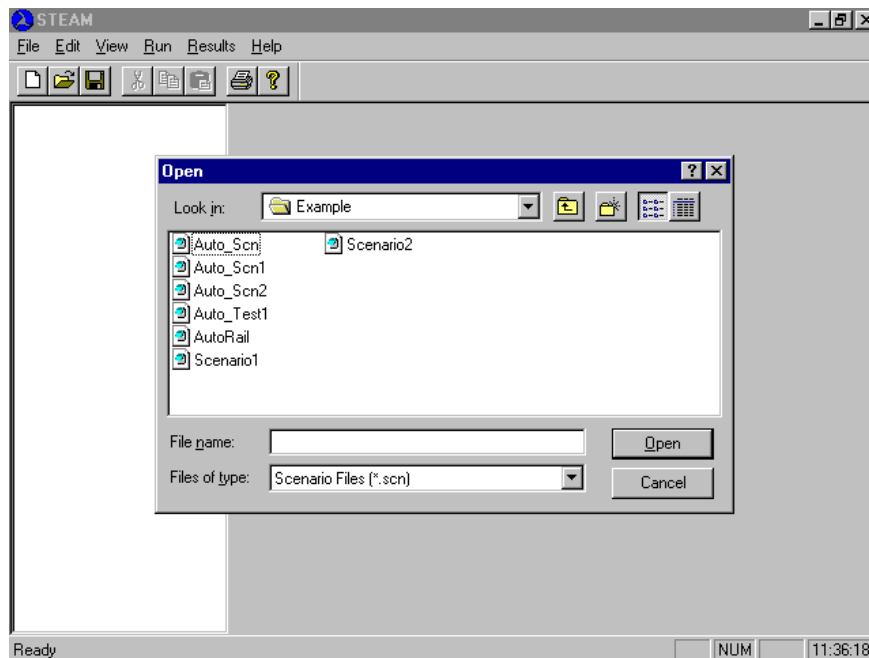 STEAM
File Edit View Run Results Help
Open
Look in: Example
Auto_Scn Scenario2
Auto_Scn1
Auto_Scn2
Auto_Test1
AutoRail
Scenario1
File name: Open
Files of type: Scenario Files (*.scn) Cancel
Ready NUM 11:36:18